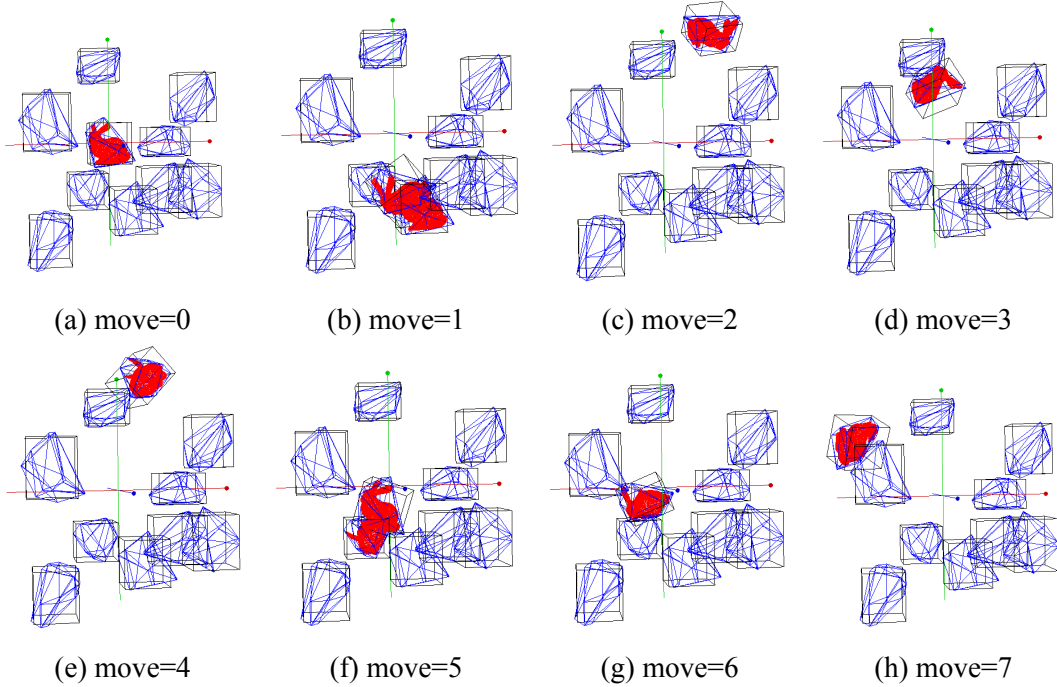 (a) move=0
(b) move=1
(c) move=2
(d) move=3
(e) move=4
(f) move=5
(g) move=6
(h) move=7